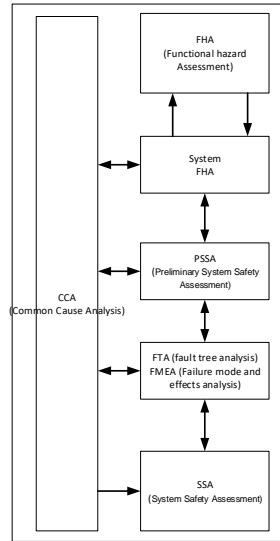 FHA
(Functional hazard
Assessment)
System
FHA
PSSA
(Preliminary System Safety
Assessment)
CCA
(Common Cause Analysis)
FTA (fault tree analysis)
FMEA (Failure mode and
effects analysis)
SSA
(System Safety Assessment)